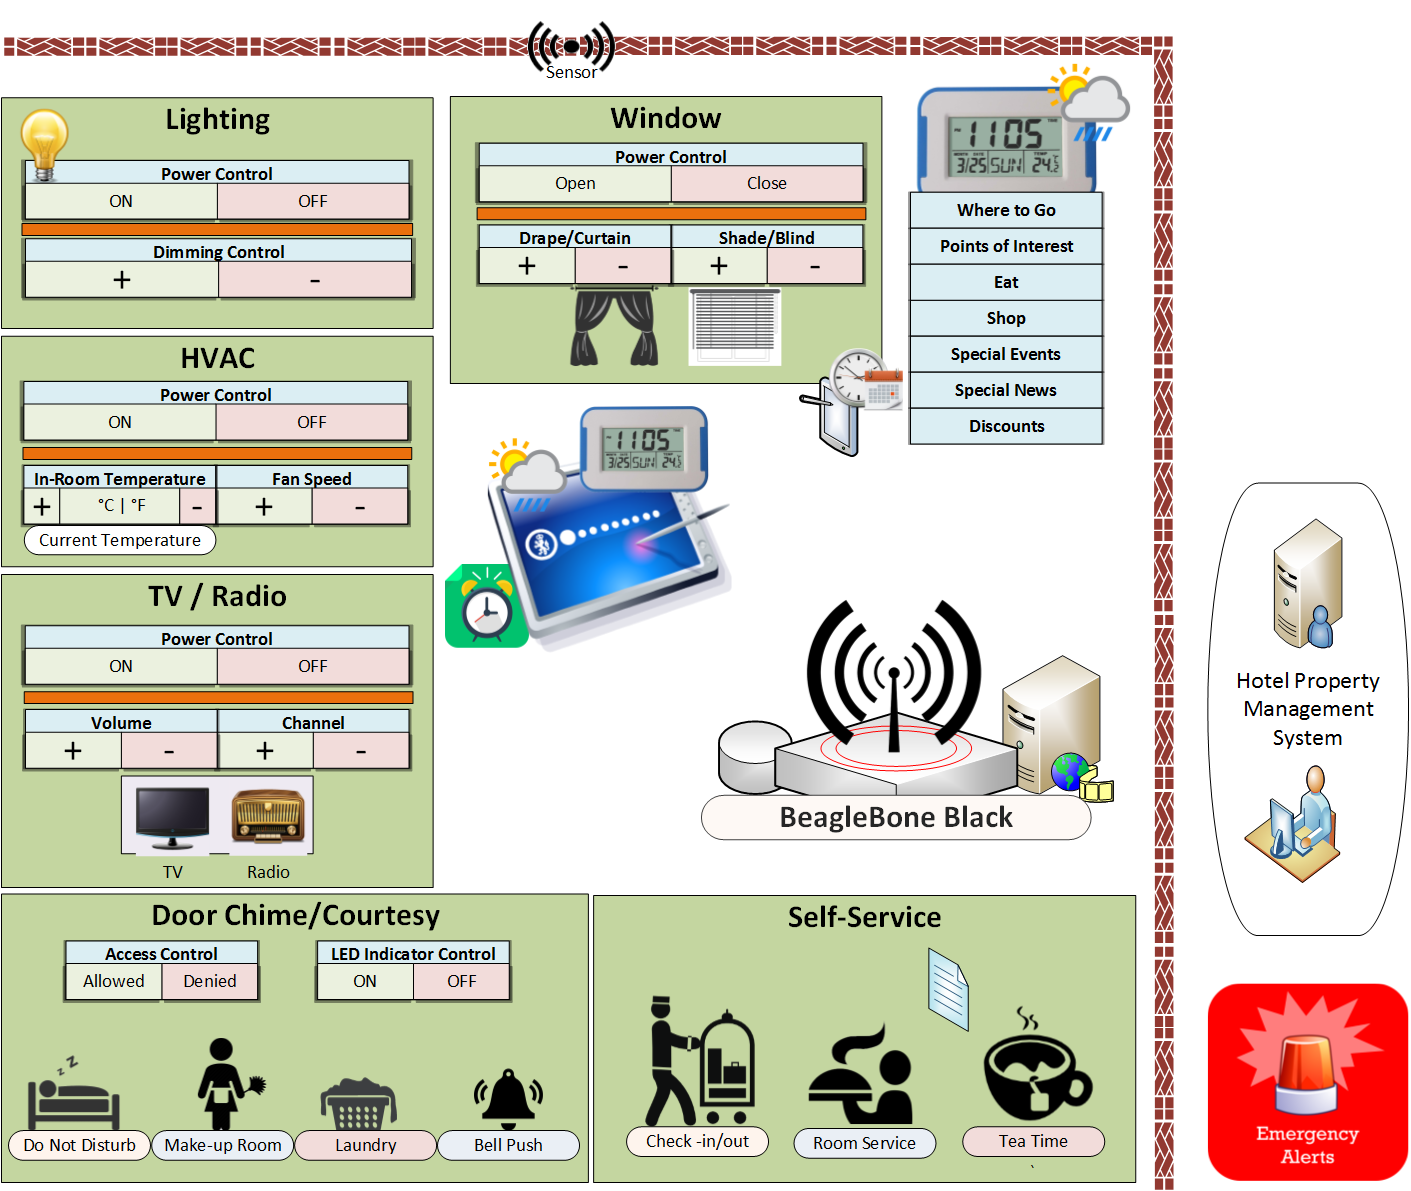 Sensor
Lighting
Power Control
ON OFF
Dimming Control
+ -
Window
Power Control
Open Close
Drape/Curtain Shade/Blind
+ - + -
1105
3/25 SUN 24.2
Where to Go
Points of Interest
Eat
Shop
Special Events
Special News
Discounts
HVAC
Power Control
ON OFF
In-Room Temperature Fan Speed
+ °C | °F - + -
Current Temperature
1105
3/25 SUN 24.2
TV / Radio
Power Control
ON OFF
Volume Channel
+ - + -
TV Radio
BeagleBone Black
Hotel Property
Management
System
Door Chime/Courtesy
Access Control LED Indicator Control
Allowed Denied ON OFF
z z Z
Do Not Disturb Make-up Room Laundry Bell Push
Self-Service
Check -in/out Room Service Tea Time
`
Emergency
Alerts